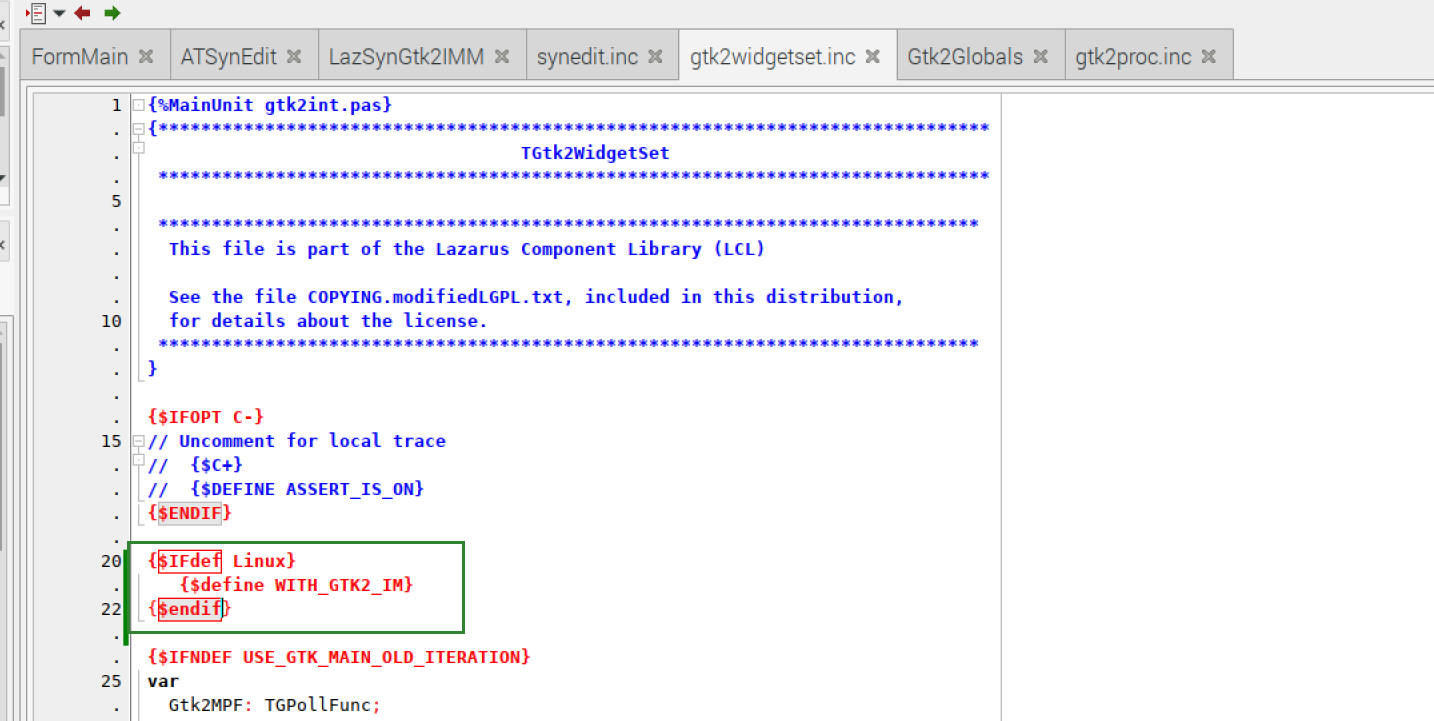 FormMain ATSynEdit LazSynGtk2IMM synedit.inc gtk2widgetset.inc Gtk2Globals gtk2proc.inc
1 {%MainUnit gtk2int.pas}
. {******************************************************************************
. TGtk2WidgetSet
. ******************************************************************************
5
. *****************************************************************************
. This file is part of the Lazarus Component Library (LCL)
.
. See the file COPYING.modifiedLGPL.txt, included in this distribution,
10 for details about the license.
. *****************************************************************************
. }
.
. {$IFOPT C-}
15 // Uncomment for local trace
. // {$C+}
. // {$DEFINE ASSERT_IS_ON}
. {$ENDIF}
.
20 {$IFdef Linux}
. {$define WITH_GTK2_IM}
22 {$endif}
.
. {$IFNDEF USE_GTK_MAIN_OLD_ITERATION}
25 var
. Gtk2MPF: TGPollFunc;